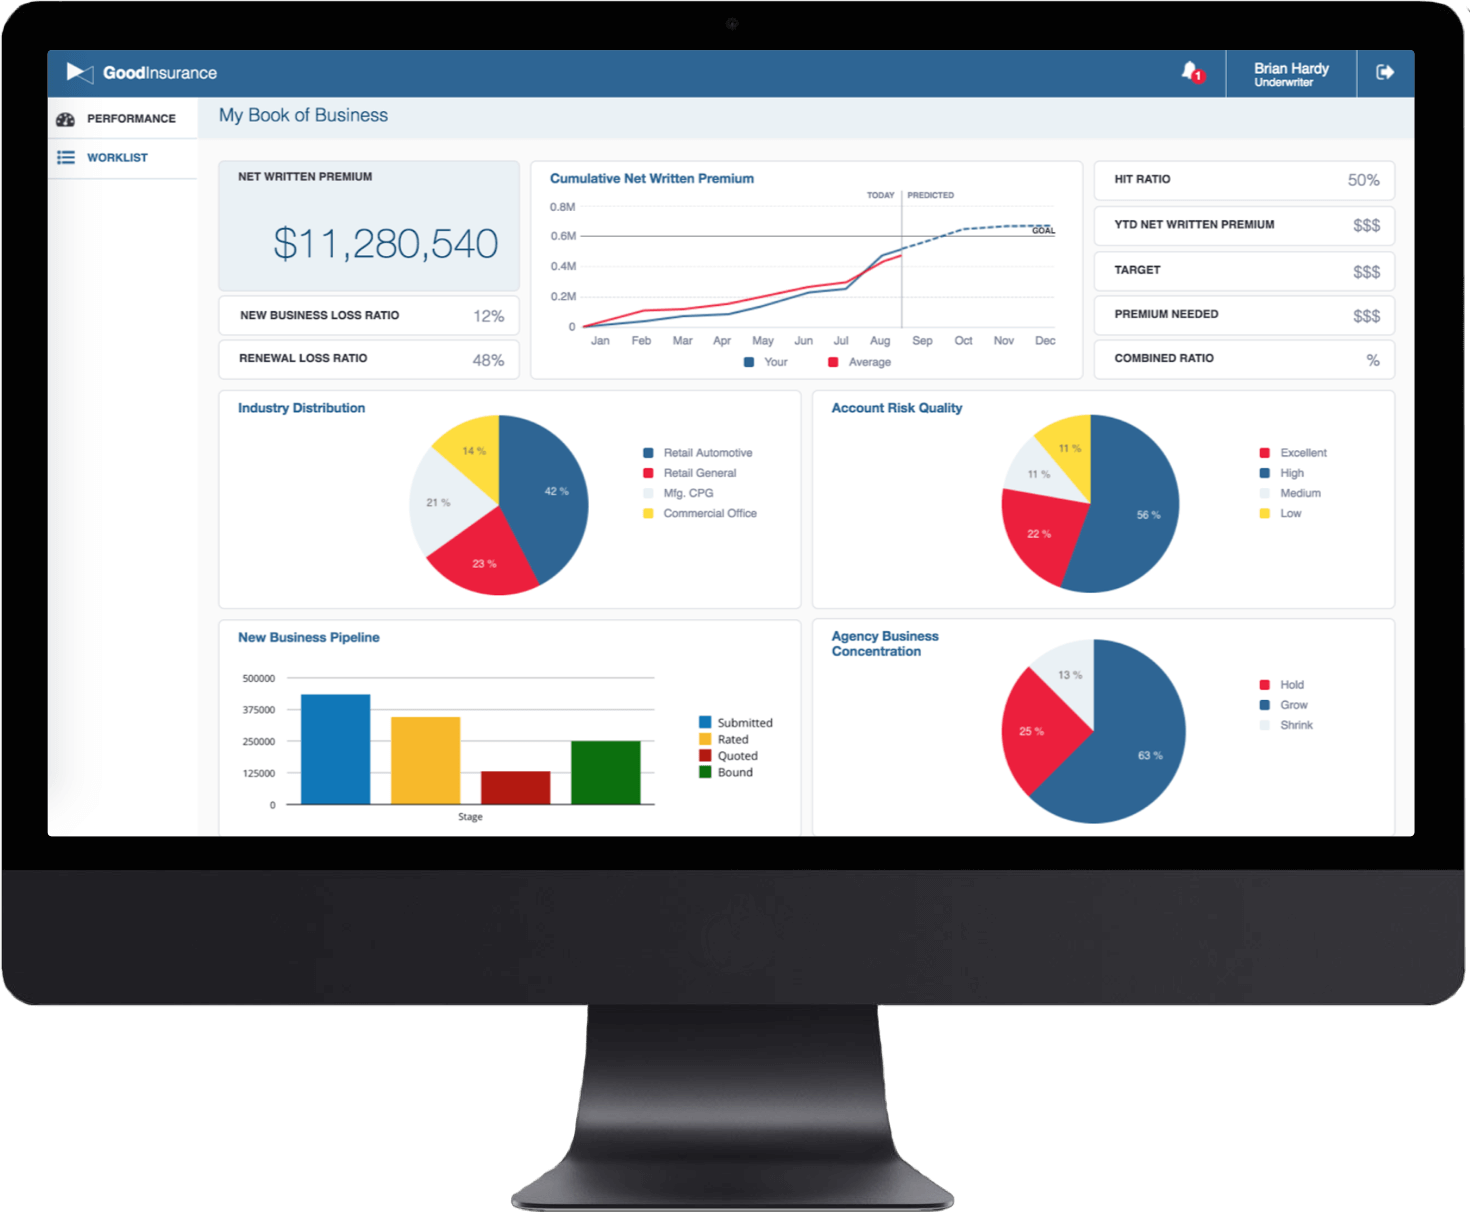 GoodInsurance
1
Brian Hardy
Underwriter
PERFORMANCE
WORKLIST
My Book of Business
NET WRITTEN PREMIUM
$11,280,540
NEW BUSINESS LOSS RATIO 12%
RENEWAL LOSS RATIO 48%
Cumulative Net Written Premium
TODAY PREDICTED
0.8M
0.6M
GOAL
0.4M
0.2M
0
Jan Feb Mar Apr May Jun Jul Aug Sep Oct Nov Dec
Your Average
HIT RATIO 50%
YTD NET WRITTEN PREMIUM $$$
TARGET $$$
PREMIUM NEEDED $$$
COMBINED RATIO %
Industry Distribution
14 %
42 %
21 %
23 %
Retail Automotive
Retail General
Mfg. CPG
Commercial Office
Account Risk Quality
11 %
11 %
56 %
22 %
Excellent
High
Medium
Low
New Business Pipeline
500000
375000
250000
125000
0
Stage
Submitted
Rated
Quoted
Bound
Agency Business
Concentration
13 %
25 %
63 %
Hold
Grow
Shrink